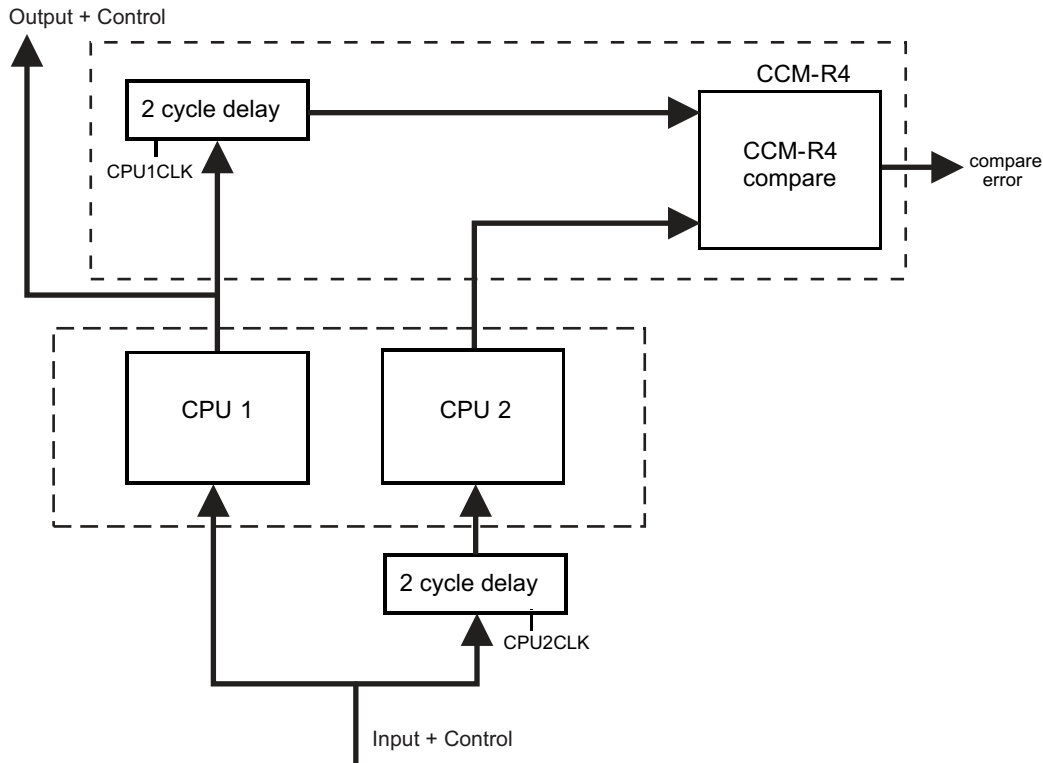 Output + Control
CCM-R4
2 cycle delay
CPU1CLK
CCM-R4
compare
compare
error
CPU 1
CPU 2
2 cycle delay
CPU2CLK
Input + Control